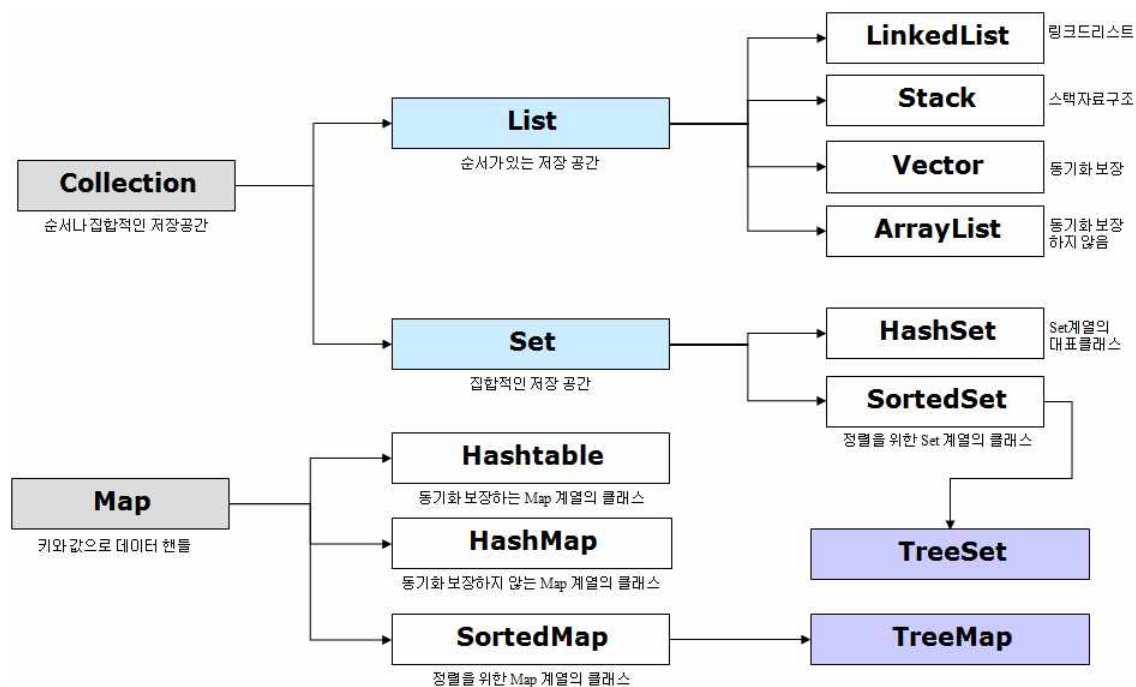 LinkedList
링크드리스트
List
순서가 있는 저장 공간
Stack
스택자료구조
Vector
동기화 보장
ArrayList
동기화 보장
하지 않음
Collection
순서나 집합적인 저장공간
Set
집합적인 저장 공간
HashSet
Set계열의
대표클래스
SortedSet
정렬을 위한 Set 계열의 클래스
Map
키와 값으로 데이터 핸들
Hashtable
동기화 보장하는 Map 계열의 클래스
HashMap
동기화 보장하지 않는 Map 계열의 클래스
SortedMap
정렬을 위한 Map 계열의 클래스
TreeSet
TreeMap